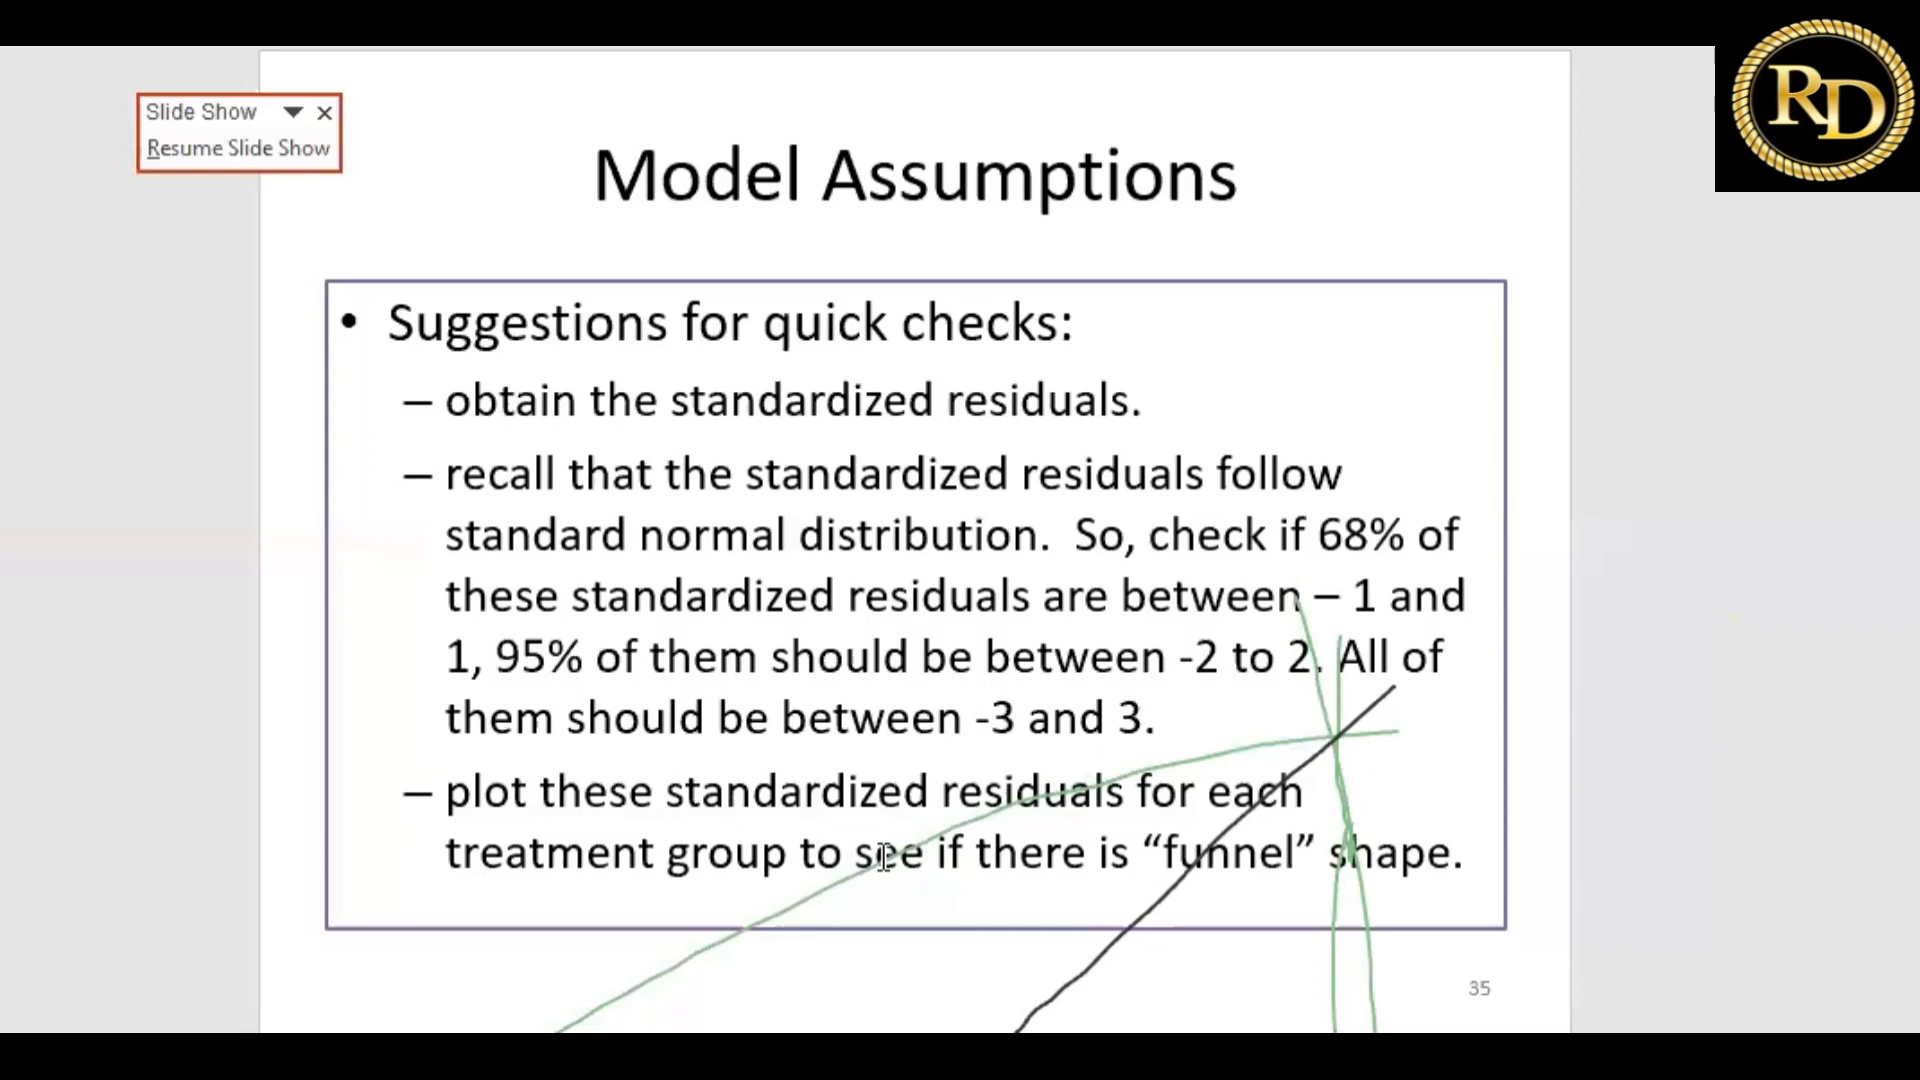 Slide Show
Resume Slide Show
RD
Model Assumptions
• Suggestions for quick checks:
– obtain the standardized residuals.
– recall that the standardized residuals follow
standard normal distribution.  So, check if 68% of
these standardized residuals are between – 1 and
1, 95% of them should be between -2 to 2. All of
them should be between -3 and 3.
– plot these standardized residuals for each
treatment group to see if there is “funnel” shape.
35